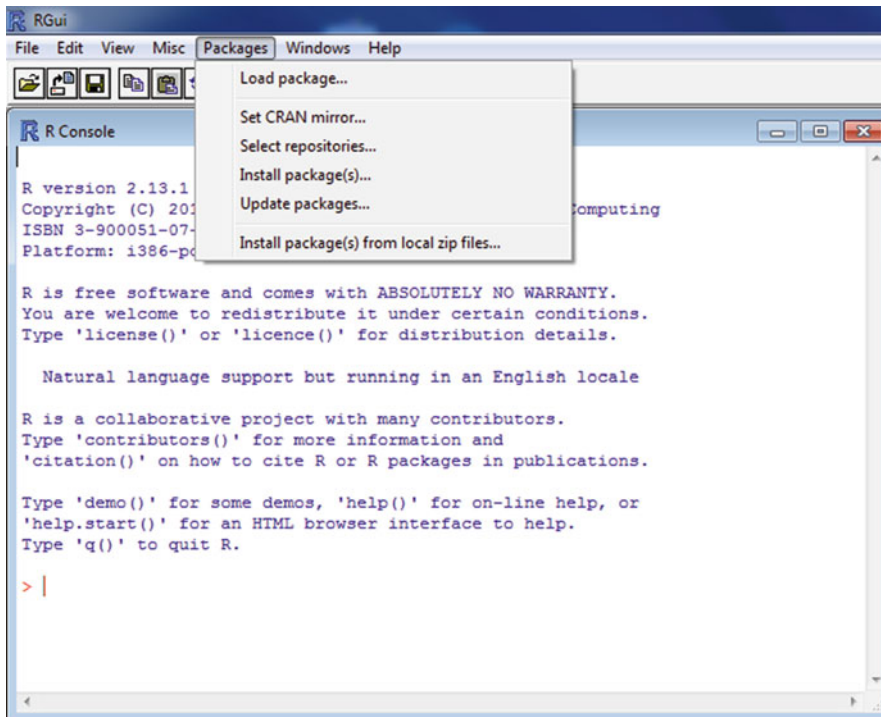 RGui
File Edit View Misc Packages Windows Help
Load package...
Set CRAN mirror...
Select repositories...
Install package(s)...
Update packages...
Install package(s) from local zip files...
R Console
R version 2.13.1
Copyright (C) 201 Computing
ISBN 3-900051-07-
Platform: i386-p
R is free software and comes with ABSOLUTELY NO WARRANTY.
You are welcome to redistribute it under certain conditions.
Type 'license()' or 'licence()' for distribution details.
Natural language support but running in an English locale
R is a collaborative project with many contributors.
Type 'contributors()' for more information and
'citation()' on how to cite R or R packages in publications.
Type 'demo()' for some demos, 'help()' for on-line help, or
'help.start()' for an HTML browser interface to help.
Type 'q()' to quit R.
>